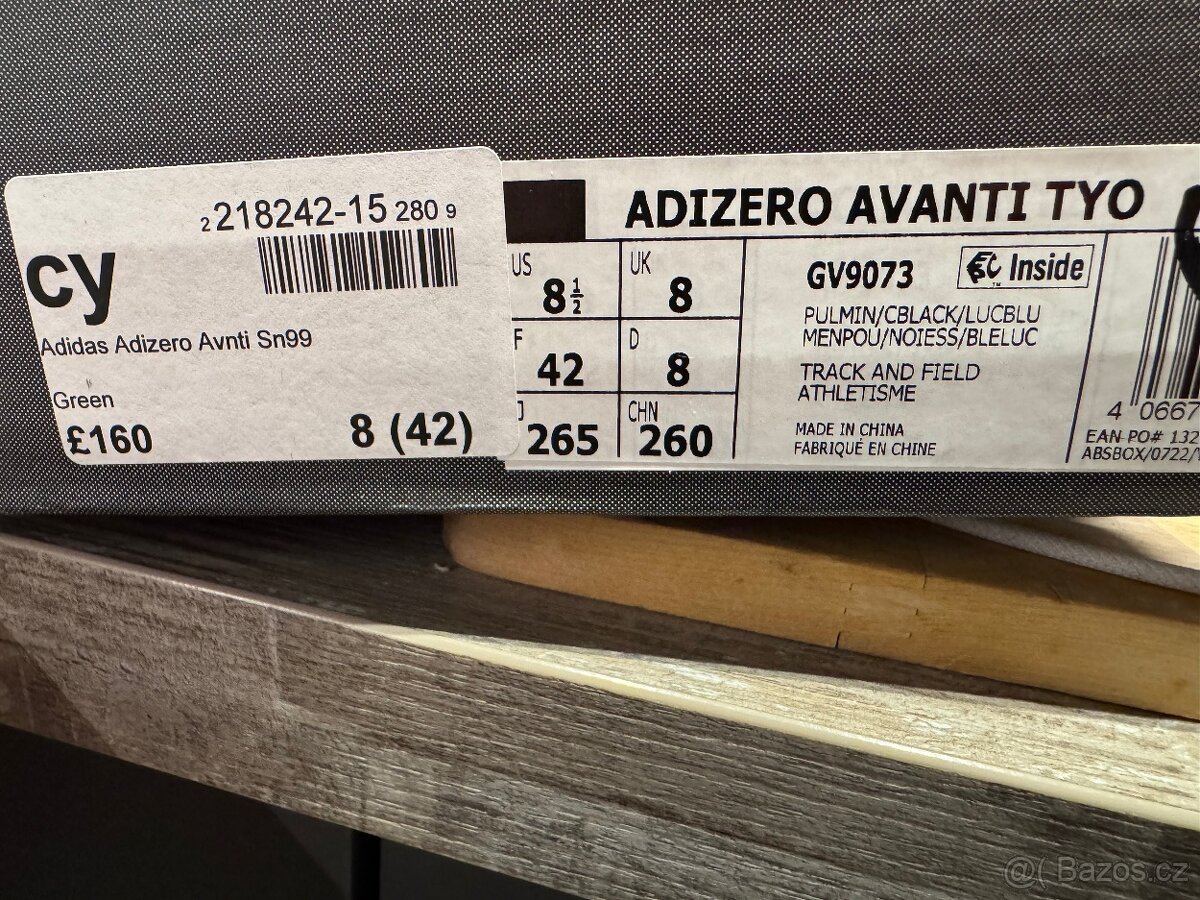 2 218242-15 280 9
cy
Adidas Adizero Avnti Sn99
Green
£160 8 (42)
ADIZERO AVANTI TYO
US 8½ UK 8
F 42 D 8
J 265 CHN 260
GV9073 Inside
PULMIN/CBLACK/LUCBLU
MENPOU/NOIESS/BLELUC
TRACK AND FIELD
ATHLETISME
MADE IN CHINA
FABRIQUÉ EN CHINE
4 0667
EAN PO# 132
ABSBOX/0722/
Bazos.cz